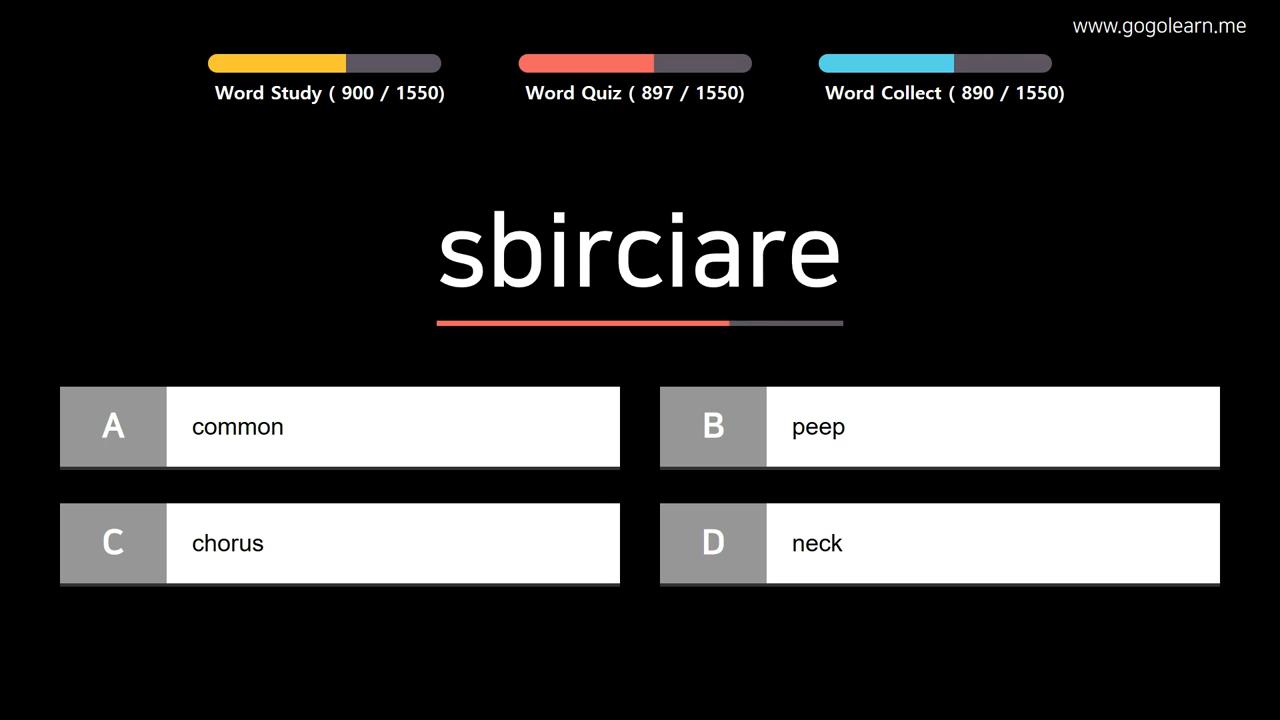 www.gogolearn.me
Word Study ( 900 / 1550)
Word Quiz ( 897 / 1550)
Word Collect ( 890 / 1550)
sbirciare
A
common
B
peep
C
chorus
D
neck